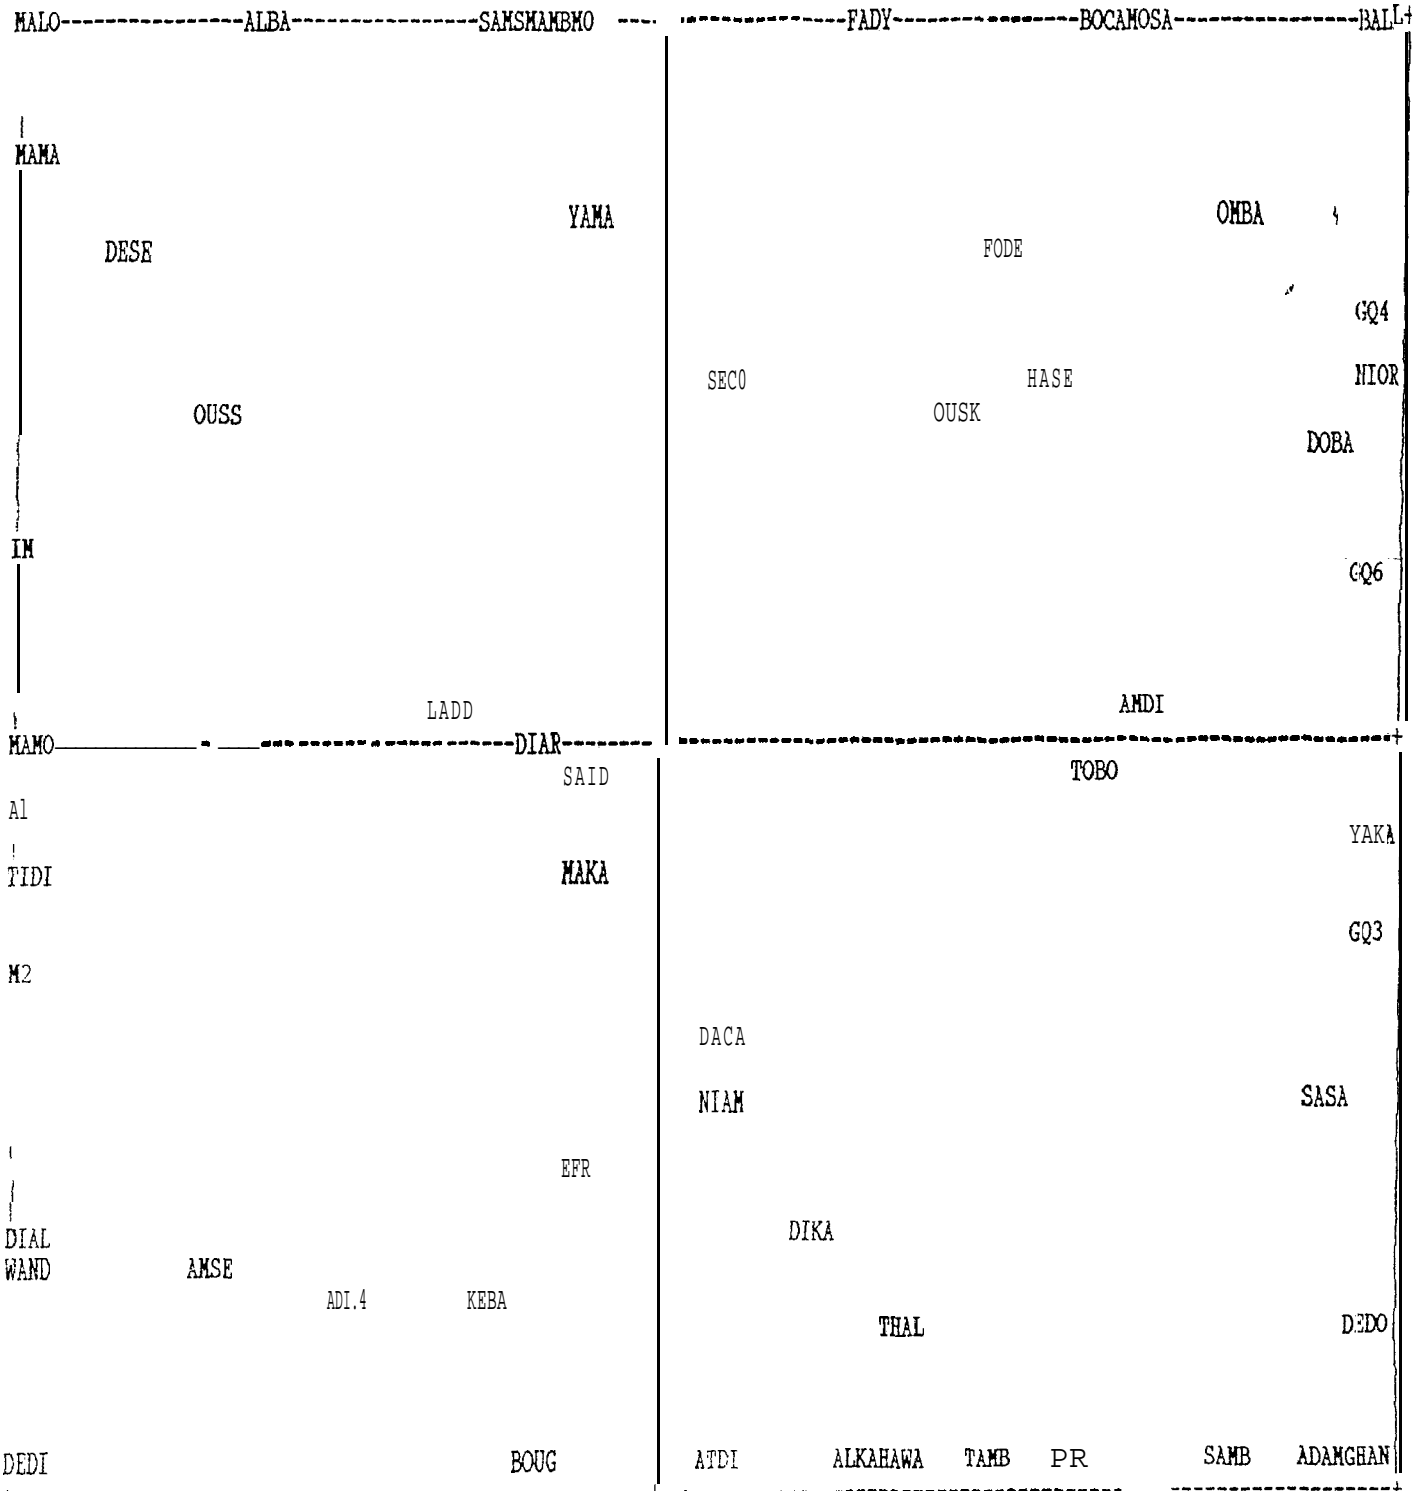 MALO---------------ALBA---------------SAMSMAMBMO ---- ---------------FADY---------------BOCAMOSA---------------BALL+
MAMA
YAMA OMBA
DESE FODE
GQ4
SECO HASE NIOR
OUSS OUSK
DOBA
IM
GQ6
LADD AMDI
MAMO---------------DIAR-------- ---------------+
SAID TOBO
A1
YAKA
TIDI MAKA
GQ3
M2
DACA
NIAM SASA
EFR
DIAL DIKA
WAND AMSE
ADI.4 KEBA
THAL DEDO
DEDI BOUG ATDI ALKAHAWA TAMB PR SAMB ADAMGHAN